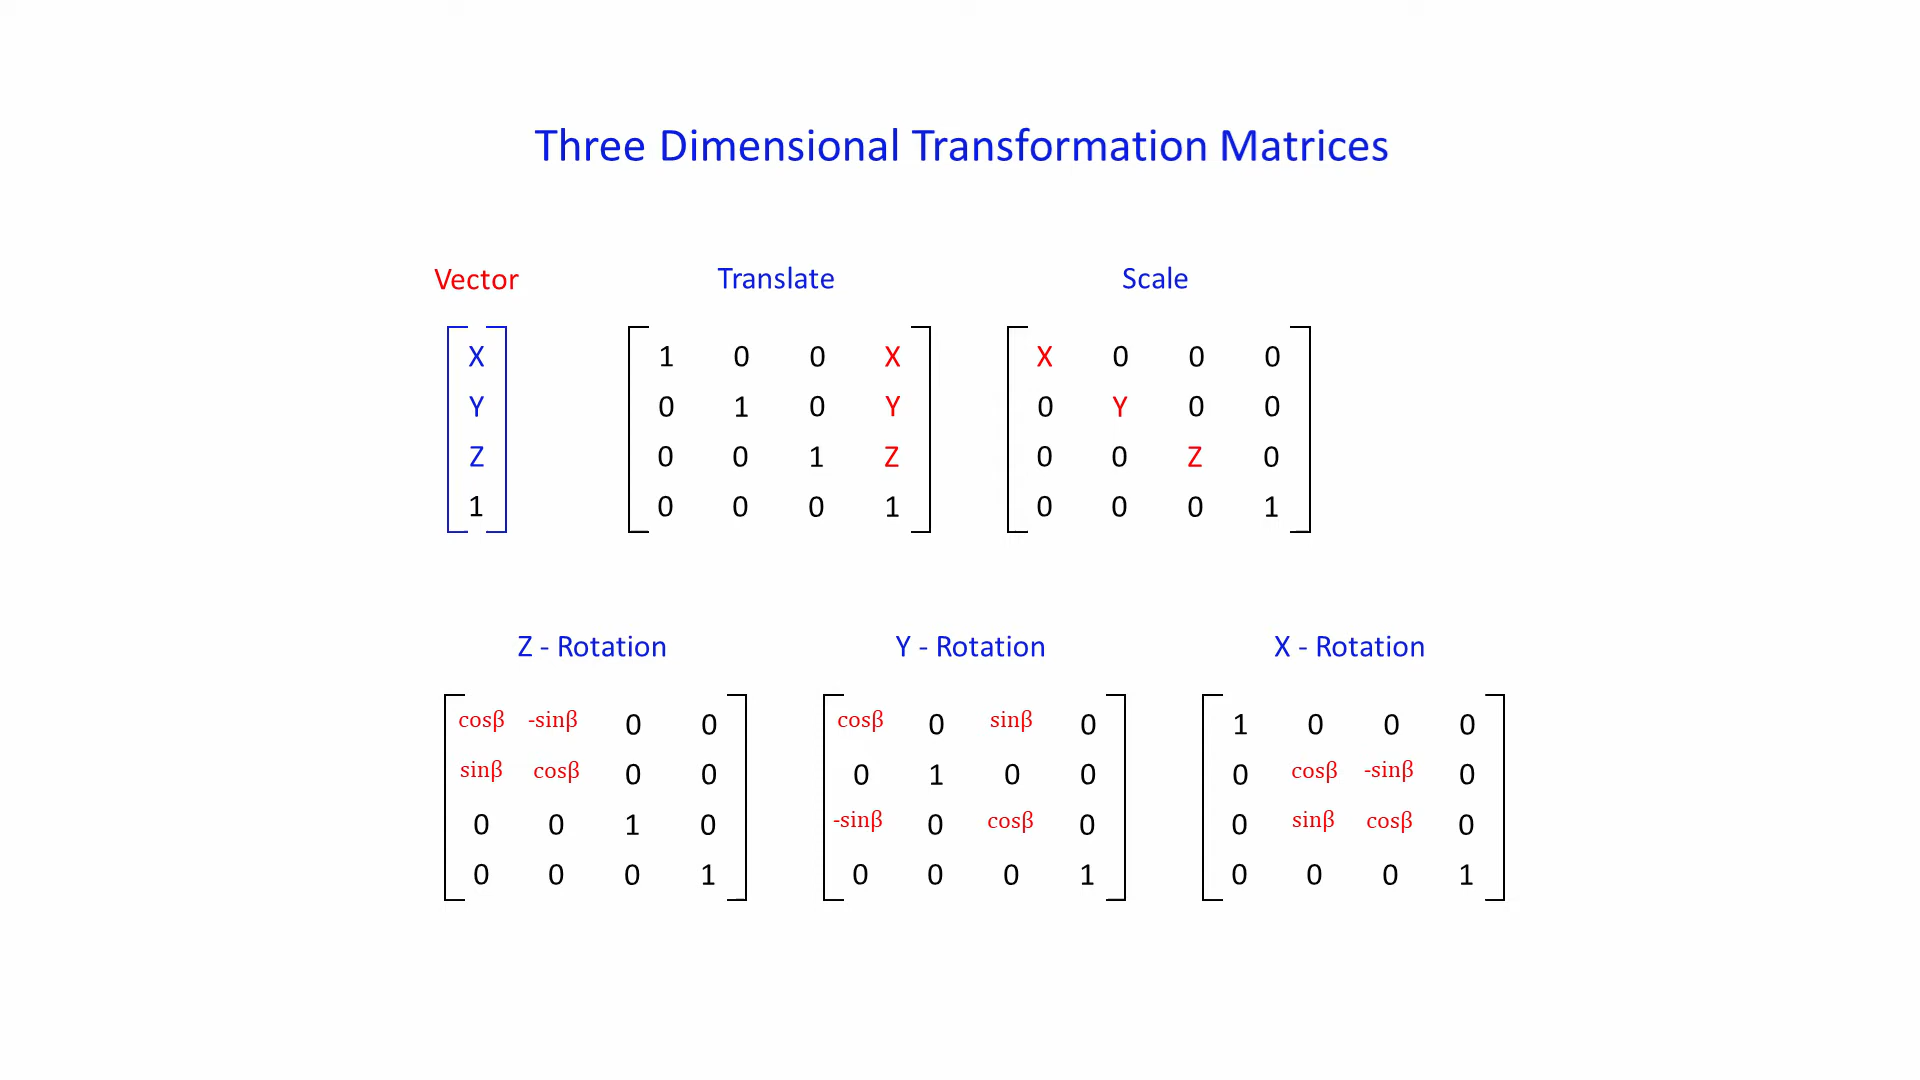 Three Dimensional Transformation Matrices
Vector Translate Scale
X 1 0 0 X X 0 0 0
Y 0 1 0 Y 0 Y 0 0
Z 0 0 1 Z 0 0 Z 0
1 0 0 0 1 0 0 0 1
Z - Rotation Y - Rotation X - Rotation
cosβ -sinβ 0 0 cosβ 0 sinβ 0 1 0 0 0
sinβ cosβ 0 0 0 1 0 0 0 cosβ -sinβ 0
0 0 1 0 -sinβ 0 cosβ 0 0 sinβ cosβ 0
0 0 0 1 0 0 0 1 0 0 0 1